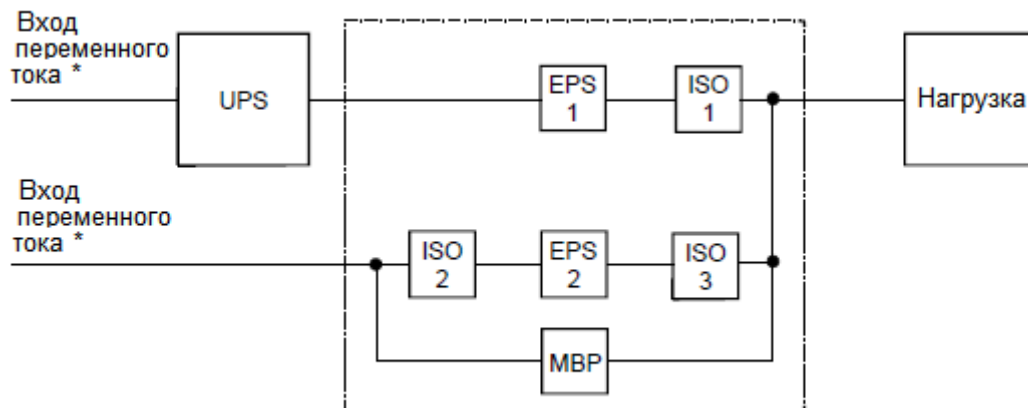 Вход
переменного
тока *
UPS
EPS
1
ISO
1
Нагрузка
Вход
переменного
тока *
ISO
2
EPS
2
ISO
3
MBP